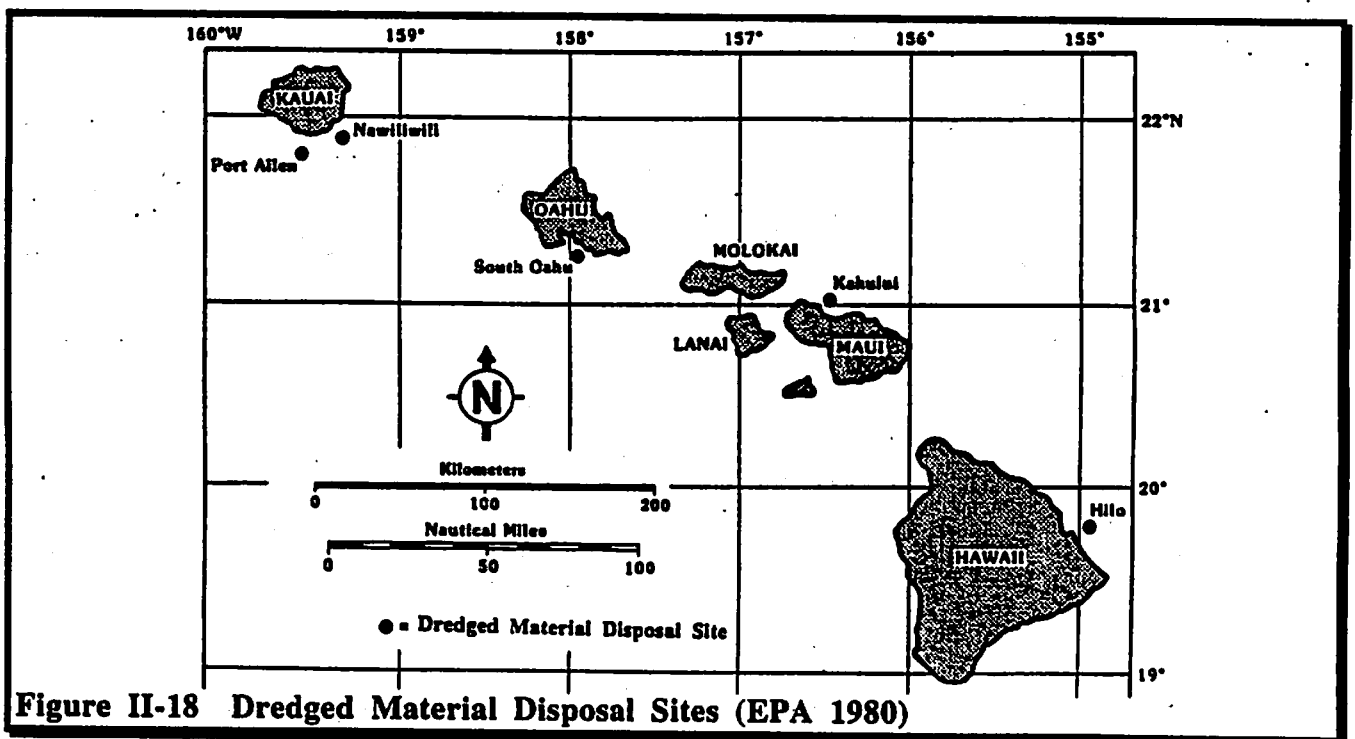 160°W 159° 158° 157° 156° 155°
KAUAI
22°N
Nawiliwili
Port Allen
OAHU
South Oahu
MOLOKAI
Kahului
21°
LANAI
MAUI
N
Kilometers
0 100 200
20°
Hilo
Nautical Miles
0 50 100
HAWAII
● = Dredged Material Disposal Site
19°
Figure II-18 Dredged Material Disposal Sites (EPA 1980)